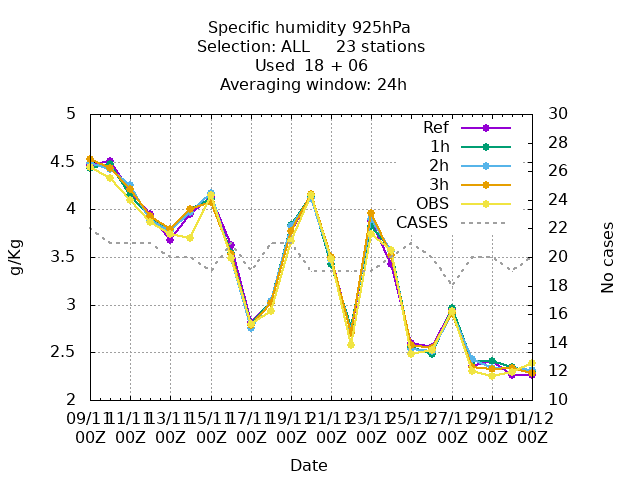 Specific humidity 925hPa
Selection: ALL     23 stations
Used  18 + 06
Averaging window: 24h
5
4.5
4
3.5
3
2.5
2
g/Kg
30
28
26
24
22
20
18
16
14
12
10
No cases
Ref
1h
2h
3h
OBS
CASES
09/11 11/11 13/11 15/11 17/11 19/11 21/11 23/11 25/11 27/11 29/11 01/12
00Z 00Z 00Z 00Z 00Z 00Z 00Z 00Z 00Z 00Z 00Z 00Z
Date